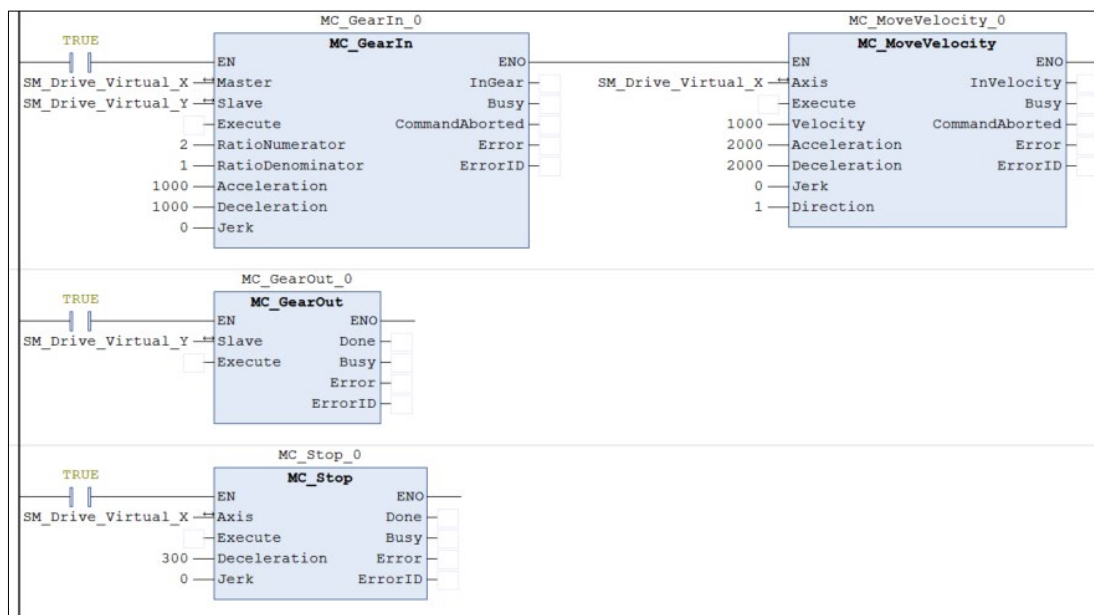 MC_GearIn_0 MC_MoveVelocity_0
TRUE MC_GearIn MC_MoveVelocity
EN ENO EN ENO
SM_Drive_Virtual_X Master InGear SM_Drive_Virtual_X Axis InVelocity
SM_Drive_Virtual_Y Slave Busy Execute Busy
Execute CommandAborted 1000 Velocity CommandAborted
2 RatioNumerator Error 2000 Acceleration Error
1 RatioDenominator ErrorID 2000 Deceleration ErrorID
1000 Acceleration 0 Jerk
1000 Deceleration 1 Direction
0 Jerk
MC_GearOut_0
TRUE MC_GearOut
EN ENO
SM_Drive_Virtual_Y Slave Done
Execute Busy
Error
ErrorID
MC_Stop_0
TRUE MC_Stop
EN ENO
SM_Drive_Virtual_X Axis Done
Execute Busy
300 Deceleration Error
0 Jerk ErrorID